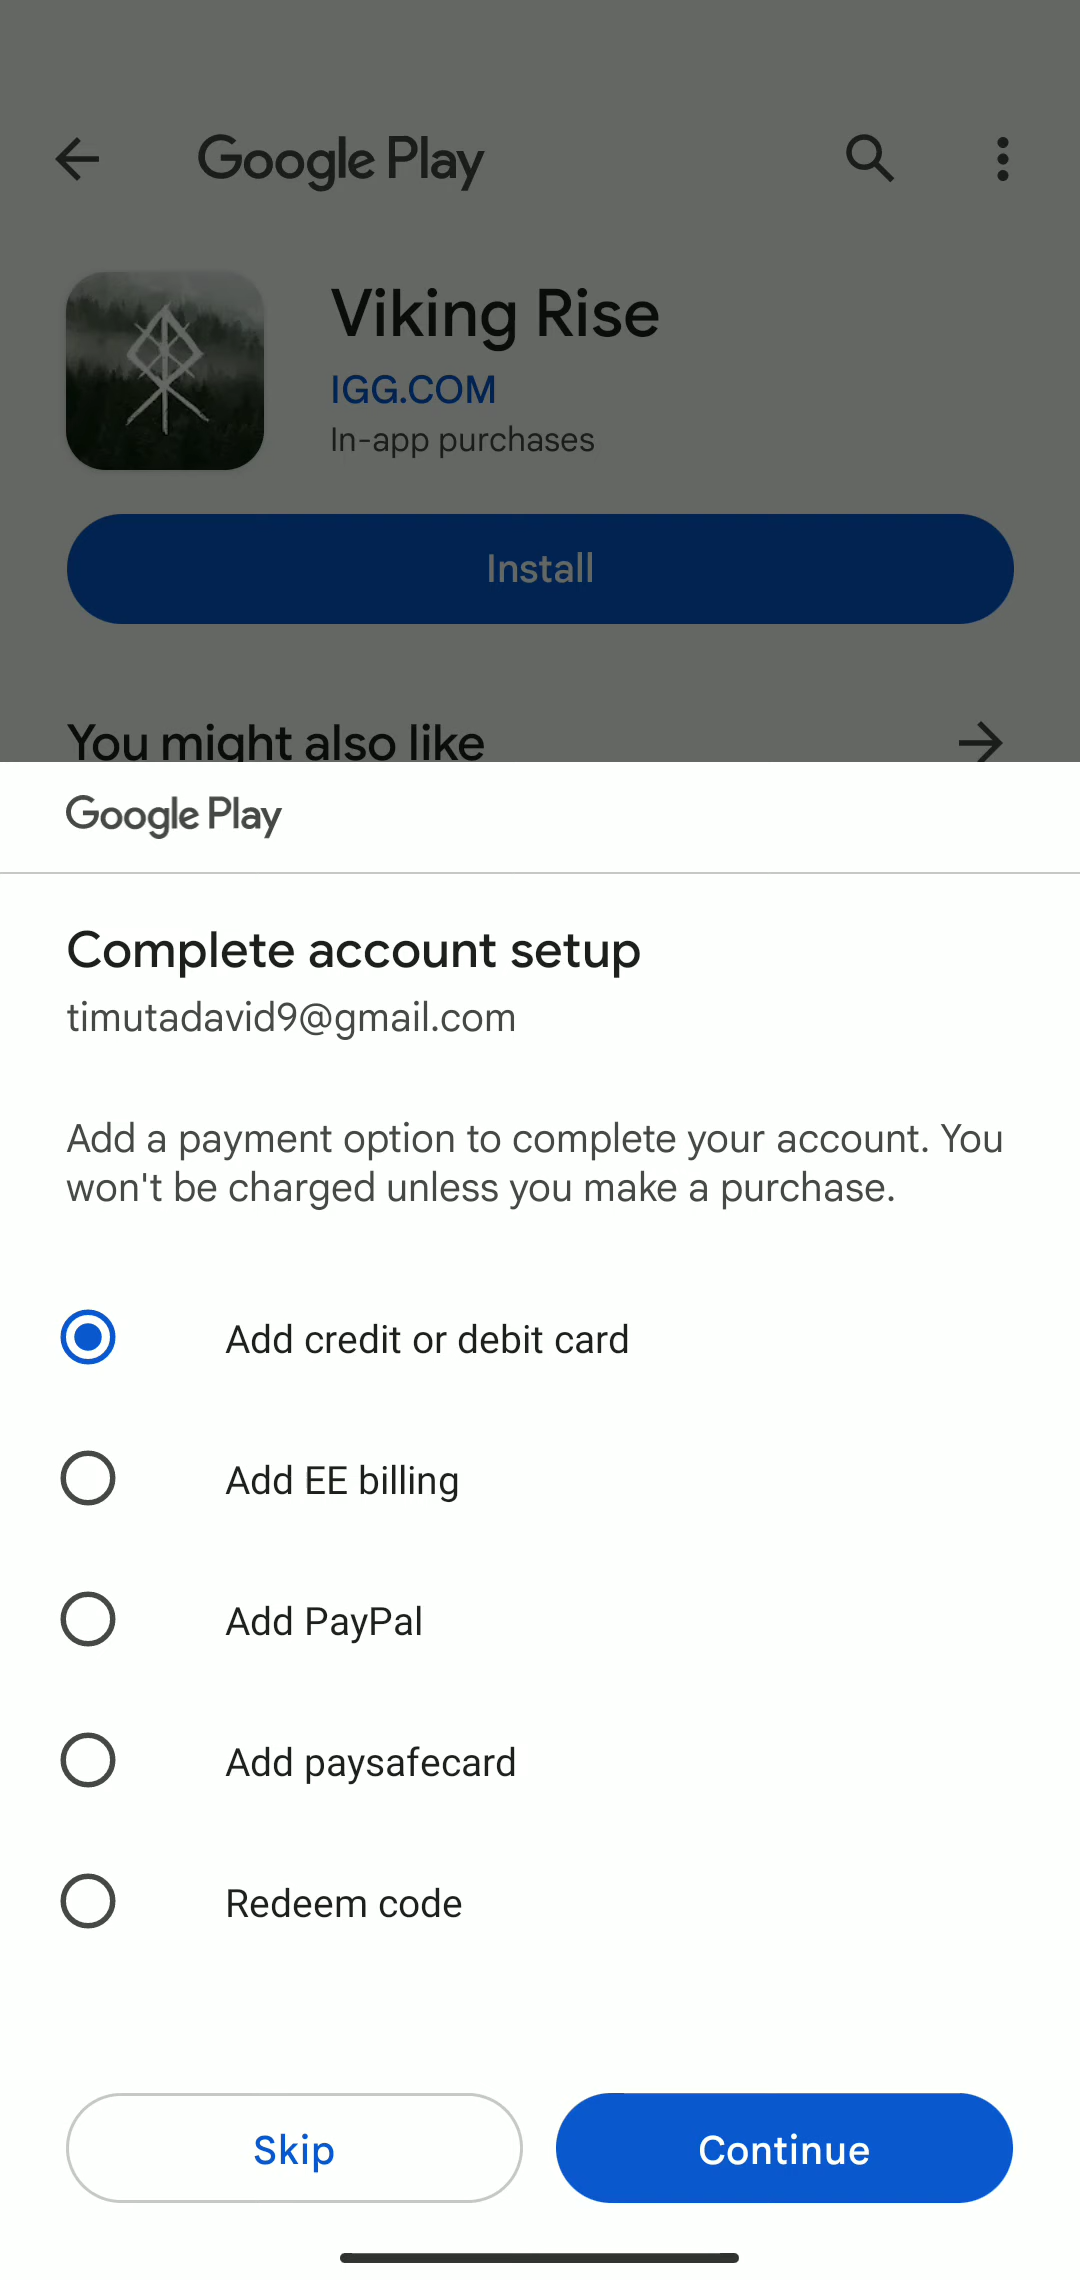 Google Play
Viking Rise
IGG.COM
In-app purchases
Install
You might also like
Google Play
Complete account setup
timutadavid9@gmail.com
Add a payment option to complete your account. You
won't be charged unless you make a purchase.
Add credit or debit card
Add EE billing
Add PayPal
Add paysafecard
Redeem code
Skip
Continue